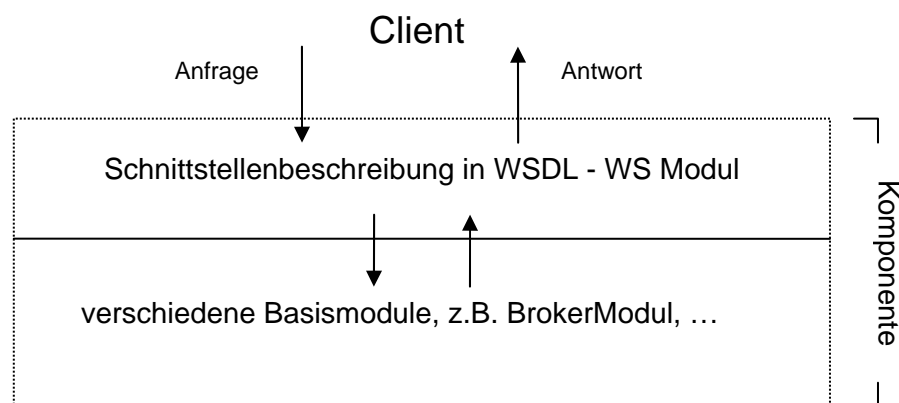 Client
Anfrage
Antwort
Schnittstellenbeschreibung in WSDL - WS Modul
verschiedene Basismodule, z.B. BrokerModul, …
Komponente